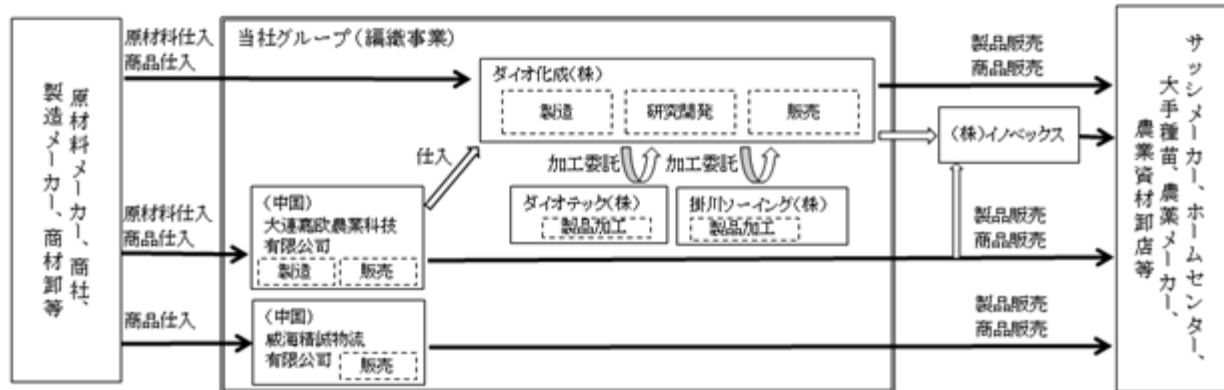 原材料メーカー、商社、
製造メーカー、商材卸等
原材料仕入
商品仕入
原材料仕入
商品仕入
商品仕入
当社グループ(編織事業)
ダイオ化成(株)
製造
研究開発
販売
仕入
加工委託
加工委託
ダイオテック(株)
製品加工
掛川ソーイング(株)
製品加工
(中国)
大連嘉欧農業科技
有限公司
製造
販売
(中国)
威海精誠物流
有限公司
販売
製品販売
商品販売
(株)イノベックス
製品販売
商品販売
製品販売
商品販売
サッシメーカー、ホームセンター、
大手種苗、農薬メーカー、
農業資材卸店等